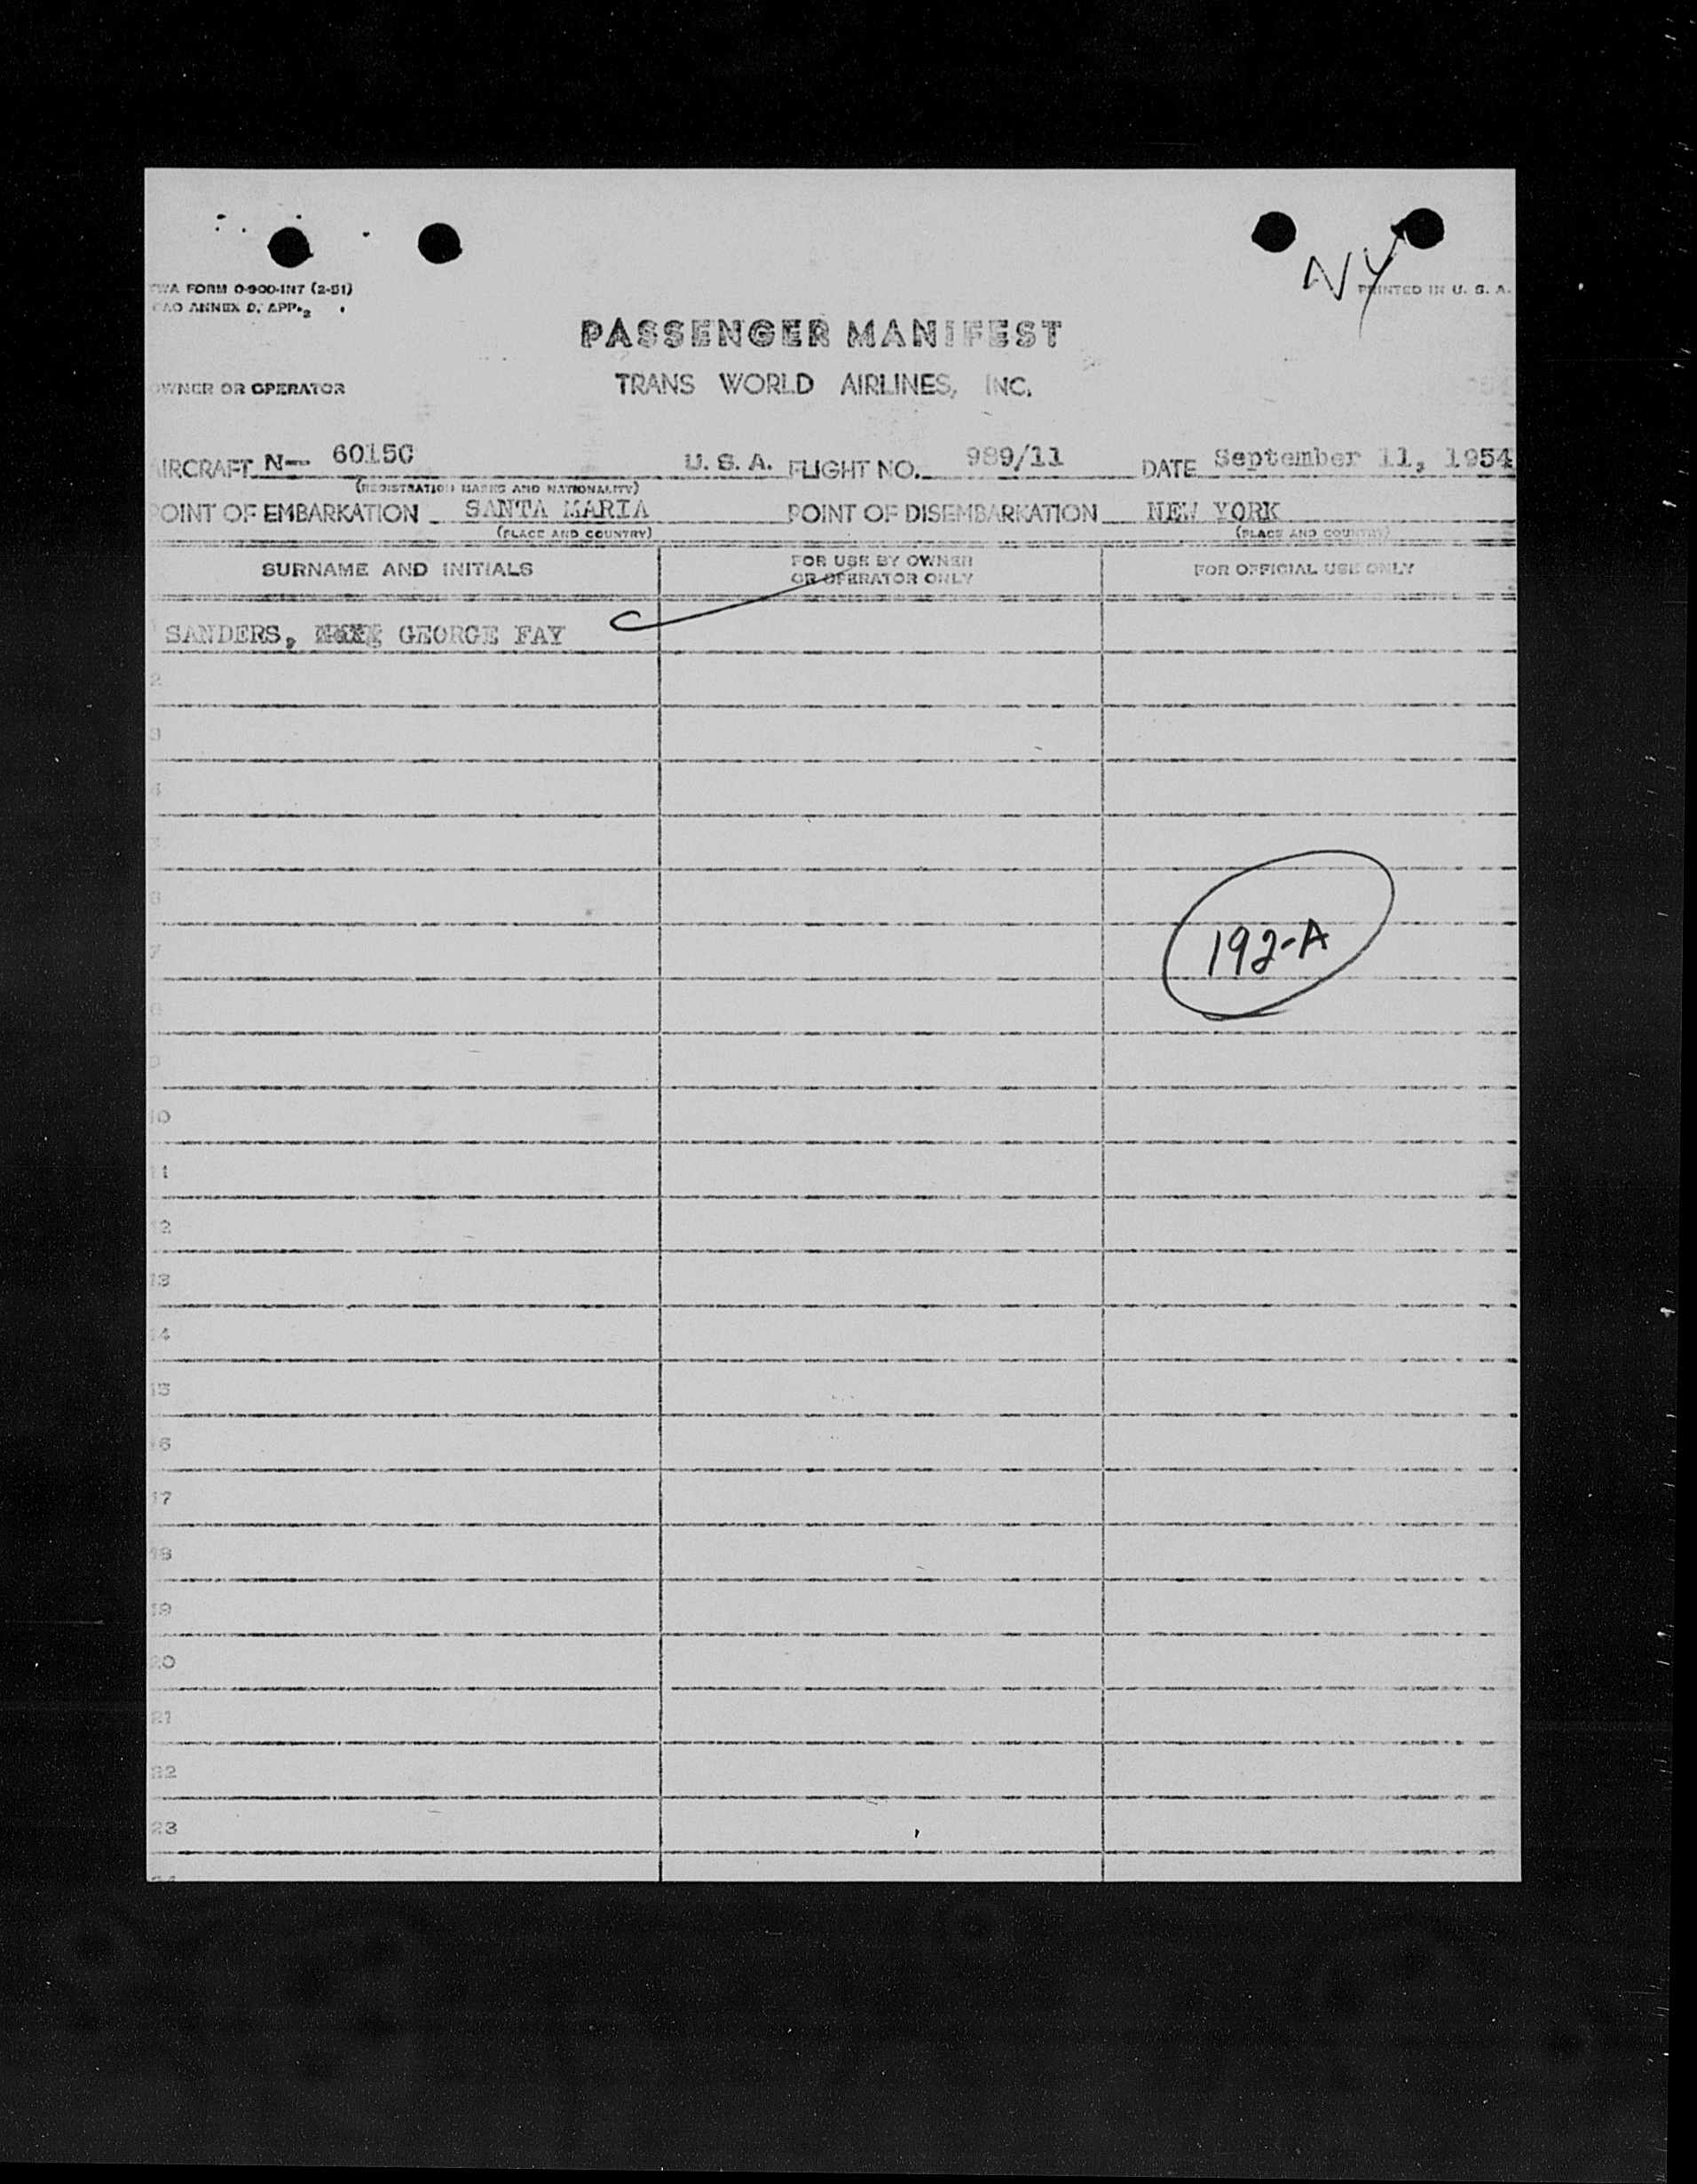 NY
TWA FORM O-900-INT (2-51) PRINTED IN U. S. A.
ICAO ANNEX 9, APP. 2
PASSENGER MANIFEST
OWNER OR OPERATOR TRANS WORLD AIRLINES, INC.
AIRCRAFT N— 6015C U. S. A. FLIGHT NO. 989/11 DATE September 11, 1954
(REGISTRATION MARKS AND NATIONALITY)
POINT OF EMBARKATION SANTA MARIA POINT OF DISEMBARKATION NEW YORK
(PLACE AND COUNTRY) (PLACE AND COUNTRY)
SURNAME AND INITIALS FOR USE BY OWNER OR OPERATOR ONLY FOR OFFICIAL USE ONLY
SANDERS, GEORGE FAY
2
3
4
5
6
7
192-A
8
9
10
11
12
13
14
15
16
17
18
19
20
21
22
23